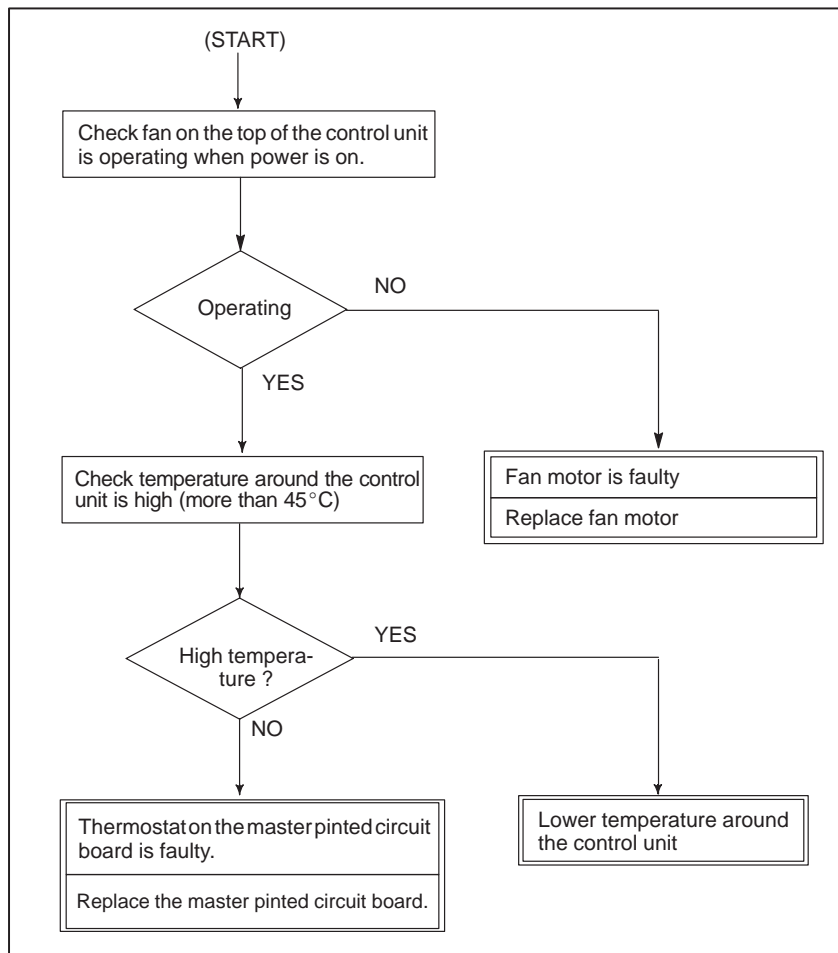 (START)
Check fan on the top of the control unit
is operating when power is on.
Operating
NO
YES
Fan motor is faulty
Replace fan motor
Check temperature around the control
unit is high (more than 45°C)
High tempera-
ture ?
YES
NO
Thermostat on the master pinted circuit
board is faulty.
Replace the master pinted circuit board.
Lower temperature around
the control unit